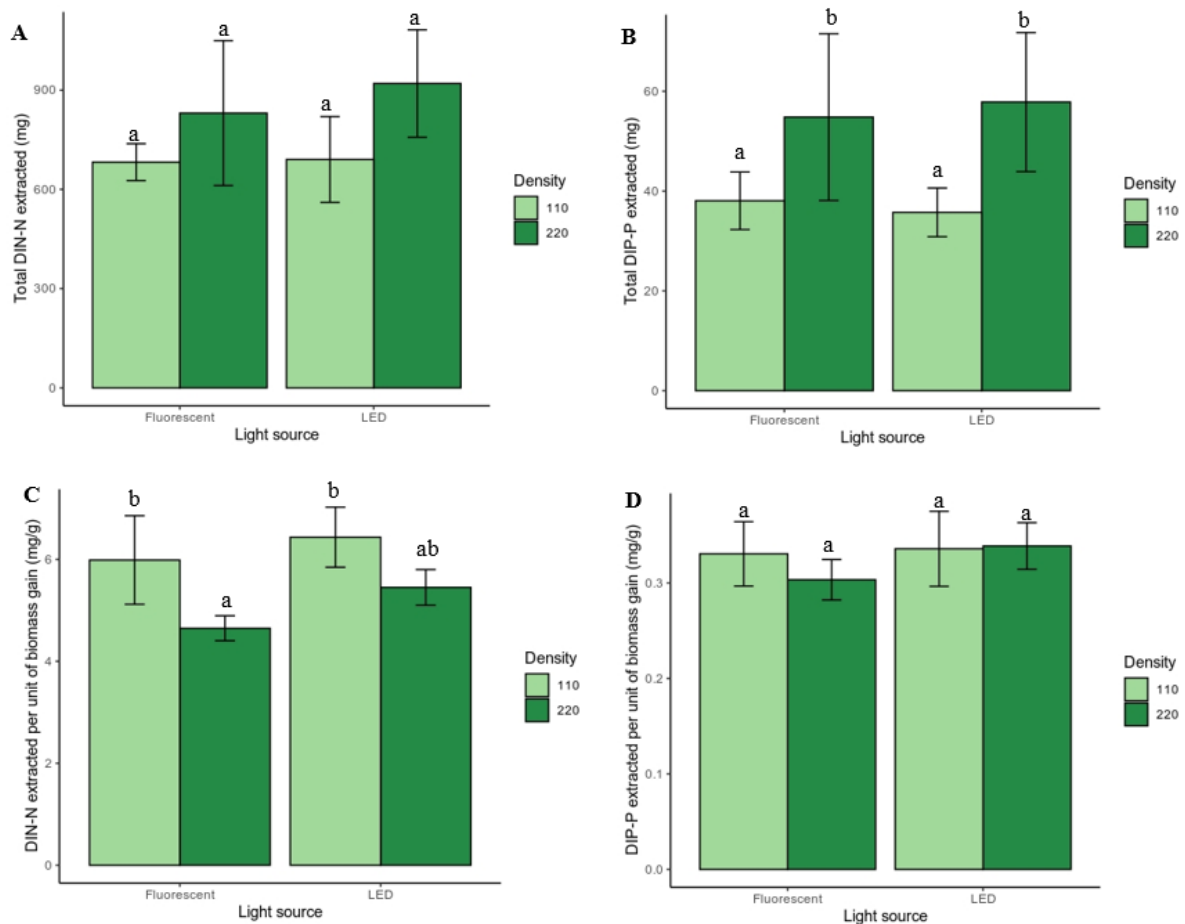 A
Total DIN-N extracted (mg)
900
600
300
0
a
a
a
a
Fluorescent
LED
Light source
Density
110
220
B
Total DIP-P extracted (mg)
60
40
20
0
a
b
a
b
Fluorescent
LED
Light source
Density
110
220
C
DIN-N extracted per unit of biomass gain (mg/g)
6
4
2
0
b
a
b
ab
Fluorescent
LED
Light source
Density
110
220
D
DIP-P extracted per unit of biomass gain (mg/g)
0.3
0.2
0.1
0.0
a
a
a
a
Fluorescent
LED
Light source
Density
110
220